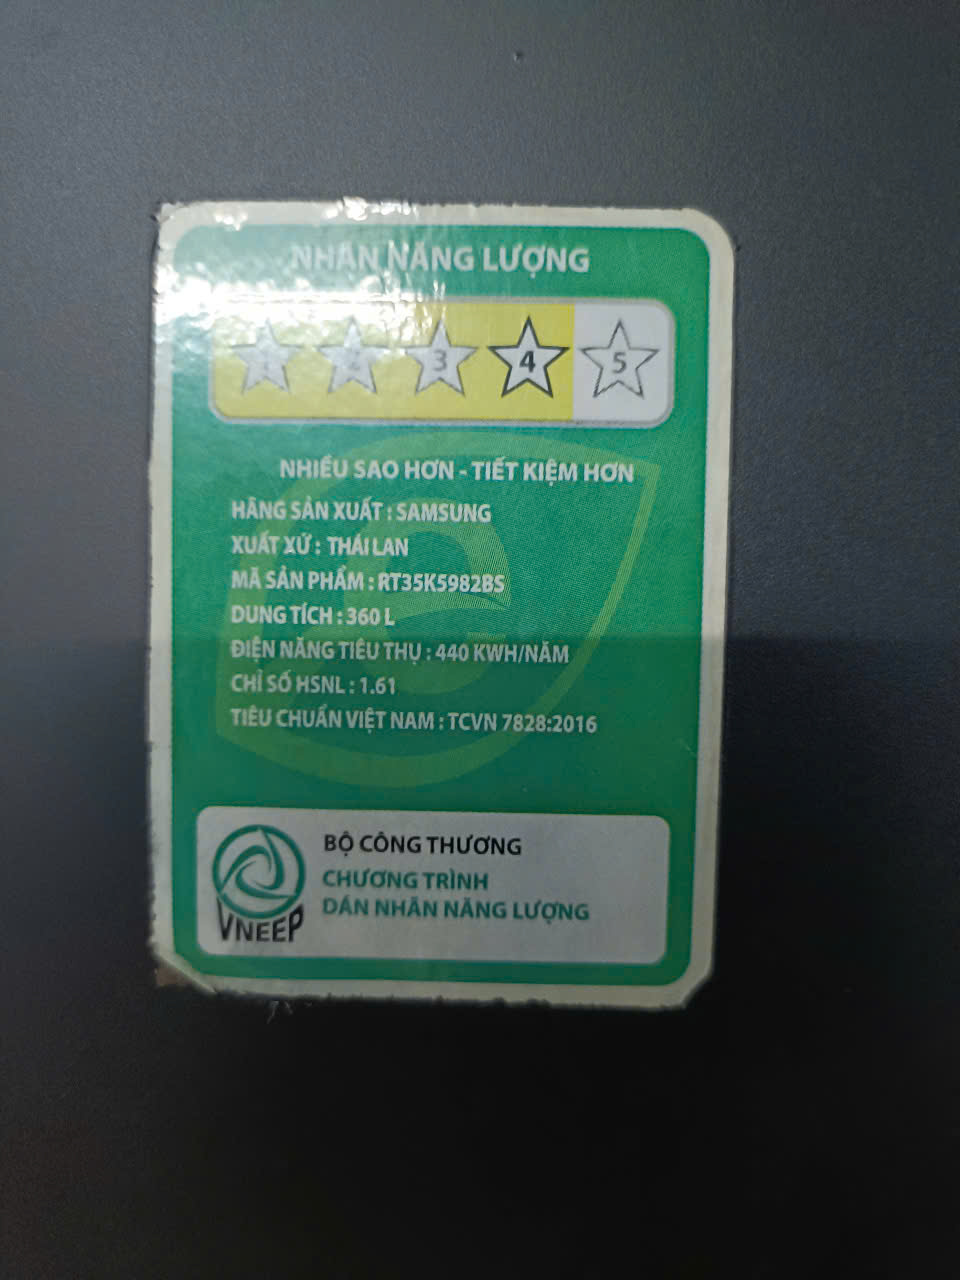 NHÃN NĂNG LƯỢNG
1 2 3 4 5
NHIỀU SAO HƠN - TIẾT KIỆM HƠN
HÃNG SẢN XUẤT : SAMSUNG
XUẤT XỨ : THÁI LAN
MÃ SẢN PHẨM : RT35K5982BS
DUNG TÍCH : 360 L
ĐIỆN NĂNG TIÊU THỤ : 440 KWH/NĂM
CHỈ SỐ HSNL : 1.61
TIÊU CHUẨN VIỆT NAM : TCVN 7828:2016
BỘ CÔNG THƯƠNG
CHƯƠNG TRÌNH
DÁN NHÃN NĂNG LƯỢNG
VNEEP